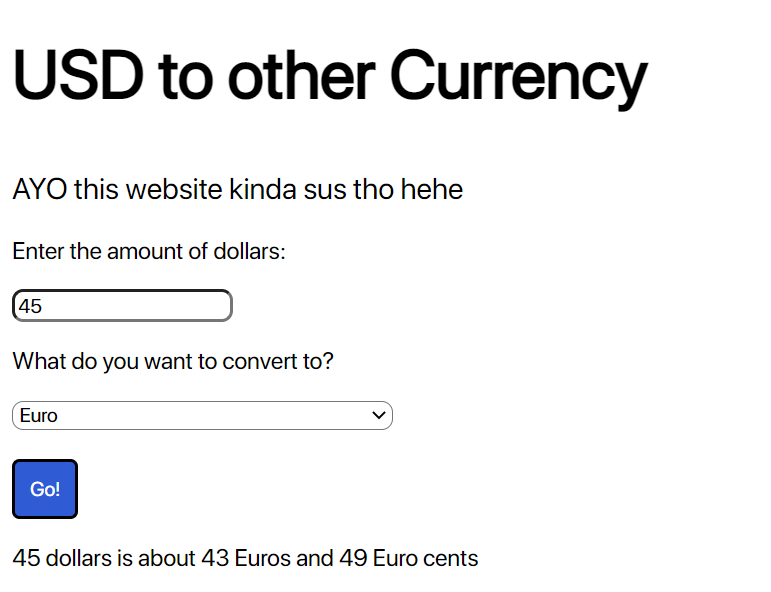 USD to other Currency
AYO this website kinda sus tho hehe
Enter the amount of dollars:
45
What do you want to convert to?
Euro
Go!
45 dollars is about 43 Euros and 49 Euro cents